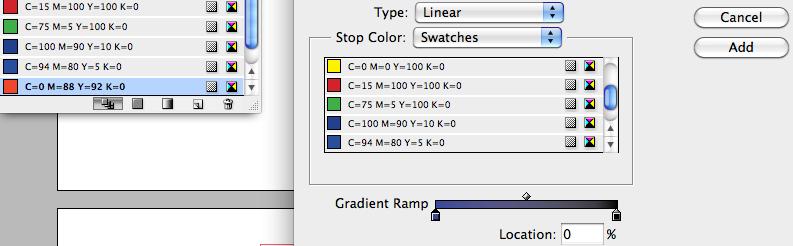 C=15 M=100 Y=100 K=0
C=75 M=5 Y=100 K=0
C=100 M=90 Y=10 K=0
C=94 M=80 Y=5 K=0
C=0 M=88 Y=92 K=0
Type: Linear
Stop Color: Swatches
C=0 M=0 Y=100 K=0
C=15 M=100 Y=100 K=0
C=75 M=5 Y=100 K=0
C=100 M=90 Y=10 K=0
C=94 M=80 Y=5 K=0
Gradient Ramp
Location: 0 %
Cancel
Add